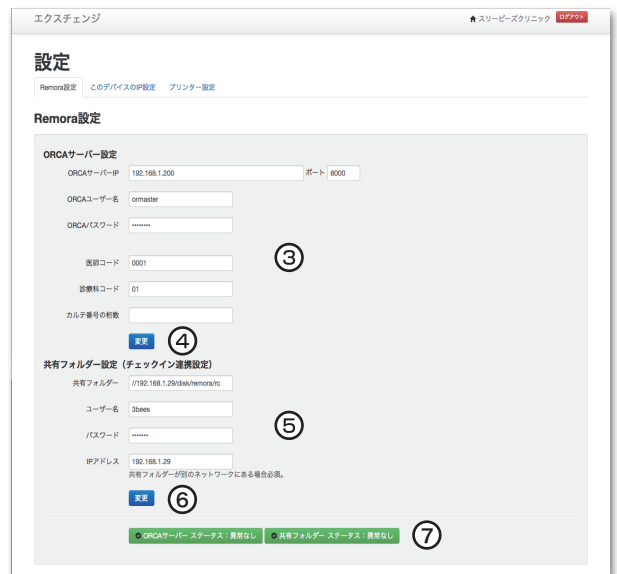 エクスチェンジ
スリービーズクリニック ログアウト
設定
Remora設定 このデバイスのIP設定 プリンター設定
Remora設定
ORCAサーバー設定
ORCAサーバーIP 192.168.1.200 ポート 8000
ORCAユーザー名 ormaster
ORCAパスワード ••••••••
③
医師コード 0001
診療科コード 01
カルテ番号の桁数
変更 ④
共有フォルダー設定（チェックイン連携設定）
共有フォルダー //192.168.1.29/disk/remora/rc
ユーザー名 3bees
⑤
パスワード •••••••
IPアドレス 192.168.1.29
共有フォルダーが別のネットワークにある場合必須。
変更 ⑥
ORCAサーバー ステータス：異常なし 共有フォルダー ステータス：異常なし ⑦